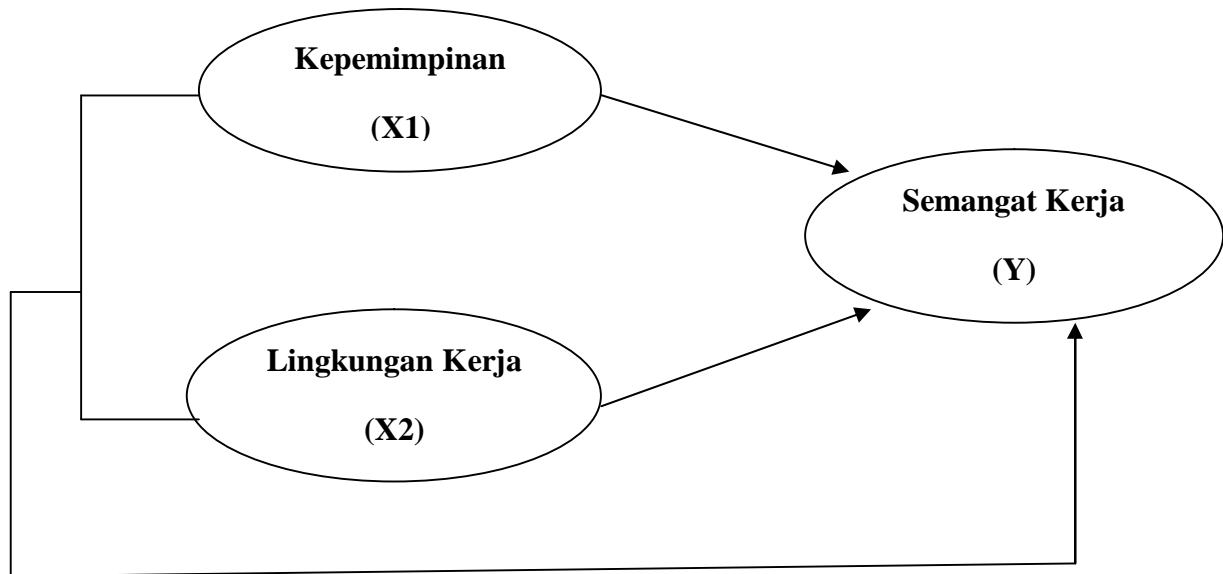 Kepemimpinan
(X1)
Semangat Kerja
(Y)
Lingkungan Kerja
(X2)